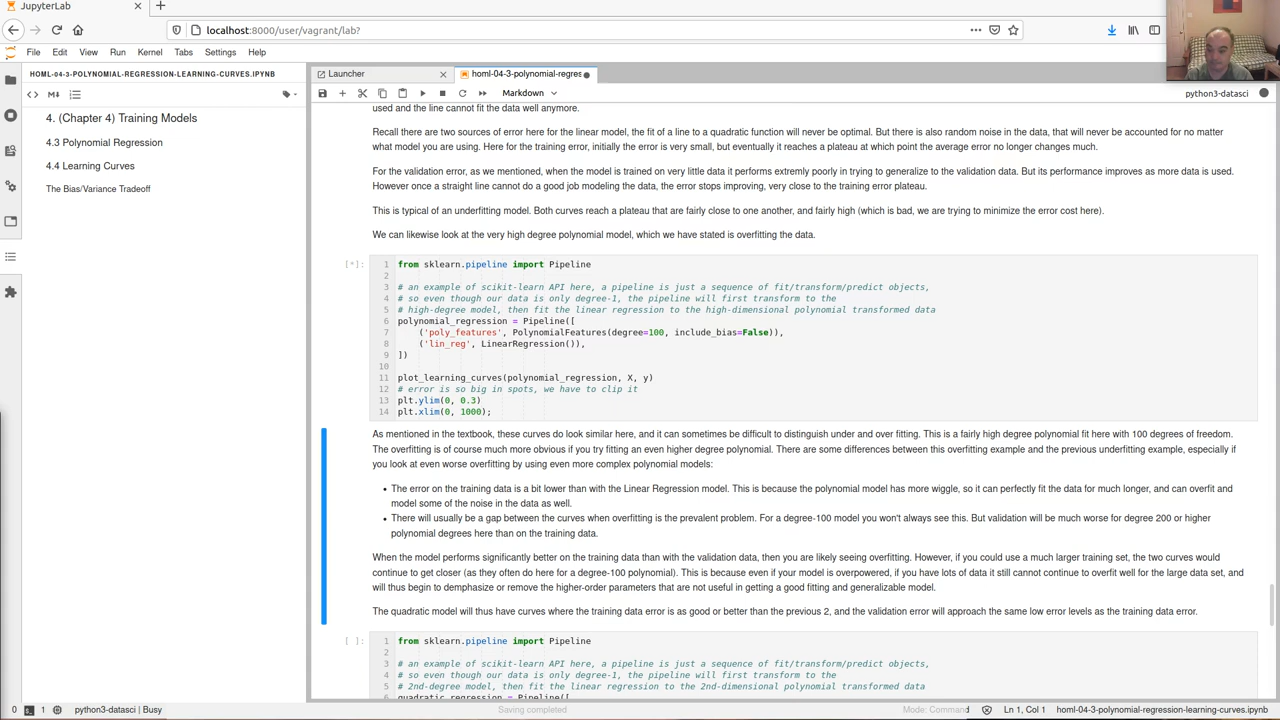 JupyterLab
localhost:8000/user/vagrant/lab?
File Edit View Run Kernel Tabs Settings Help
HOML-04-3-POLYNOMIAL-REGRESSION-LEARNING-CURVES.IPYNB
Launcher
homl-04-3-polynomial-regres
Markdown
python3-datasci
4. (Chapter 4) Training Models
4.3 Polynomial Regression
4.4 Learning Curves
The Bias/Variance Tradeoff
used and the line cannot fit the data well anymore.
Recall there are two sources of error here for the linear model, the fit of a line to a quadratic function will never be optimal. But there is also random noise in the data, that will never be accounted for no matter
what model you are using. Here for the training error, initially the error is very small, but eventually it reaches a plateau at which point the average error no longer changes much.
For the validation error, as we mentioned, when the model is trained on very little data it performs extremly poorly in trying to generalize to the validation data. But its performance improves as more data is used.
However once a straight line cannot do a good job modeling the data, the error stops improving, very close to the training error plateau.
This is typical of an underfitting model. Both curves reach a plateau that are fairly close to one another, and fairly high (which is bad, we are trying to minimize the error cost here).
We can likewise look at the very high degree polynomial model, which we have stated is overfitting the data.
[*]:
1 from sklearn.pipeline import Pipeline
2
3 # an example of scikit-learn API here, a pipeline is just a sequence of fit/transform/predict objects,
4 # so even though our data is only degree-1, the pipeline will first transform to the
5 # high-degree model, then fit the linear regression to the high-dimensional polynomial transformed data
6 polynomial_regression = Pipeline([
7 ('poly_features', PolynomialFeatures(degree=100, include_bias=False)),
8 ('lin_reg', LinearRegression()),
9 ])
10
11 plot_learning_curves(polynomial_regression, X, y)
12 # error is so big in spots, we have to clip it
13 plt.ylim(0, 0.3)
14 plt.xlim(0, 1000);
As mentioned in the textbook, these curves do look similar here, and it can sometimes be difficult to distinguish under and over fitting. This is a fairly high degree polynomial fit here with 100 degrees of freedom.
The overfitting is of course much more obvious if you try fitting an even higher degree polynomial. There are some differences between this overfitting example and the previous underfitting example, especially if
you look at even worse overfitting by using even more complex polynomial models:
• The error on the training data is a bit lower than with the Linear Regression model. This is because the polynomial model has more wiggle, so it can perfectly fit the data for much longer, and can overfit and
model some of the noise in the data as well.
• There will usually be a gap between the curves when overfitting is the prevalent problem. For a degree-100 model you won't always see this. But validation will be much worse for degree 200 or higher
polynomial degrees here than on the training data.
When the model performs significantly better on the training data than with the validation data, then you are likely seeing overfitting. However, if you could use a much larger training set, the two curves would
continue to get closer (as they often do here for a degree-100 polynomial). This is because even if your model is overpowered, if you have lots of data it still cannot continue to overfit well for the large data set, and
will thus begin to demphasize or remove the higher-order parameters that are not useful in getting a good fitting and generalizable model.
The quadratic model will thus have curves where the training data error is as good or better than the previous 2, and the validation error will approach the same low error levels as the training data error.
[ ]:
1 from sklearn.pipeline import Pipeline
2
3 # an example of scikit-learn API here, a pipeline is just a sequence of fit/transform/predict objects,
4 # so even though our data is only degree-1, the pipeline will first transform to the
5 # 2nd-degree model, then fit the linear regression to the 2nd-dimensional polynomial transformed data
6 quadratic_regression = Pipeline([
0 1 python3-datasci | Busy
Saving completed
Mode: Command
Ln 1, Col 1
homl-04-3-polynomial-regression-learning-curves.ipynb